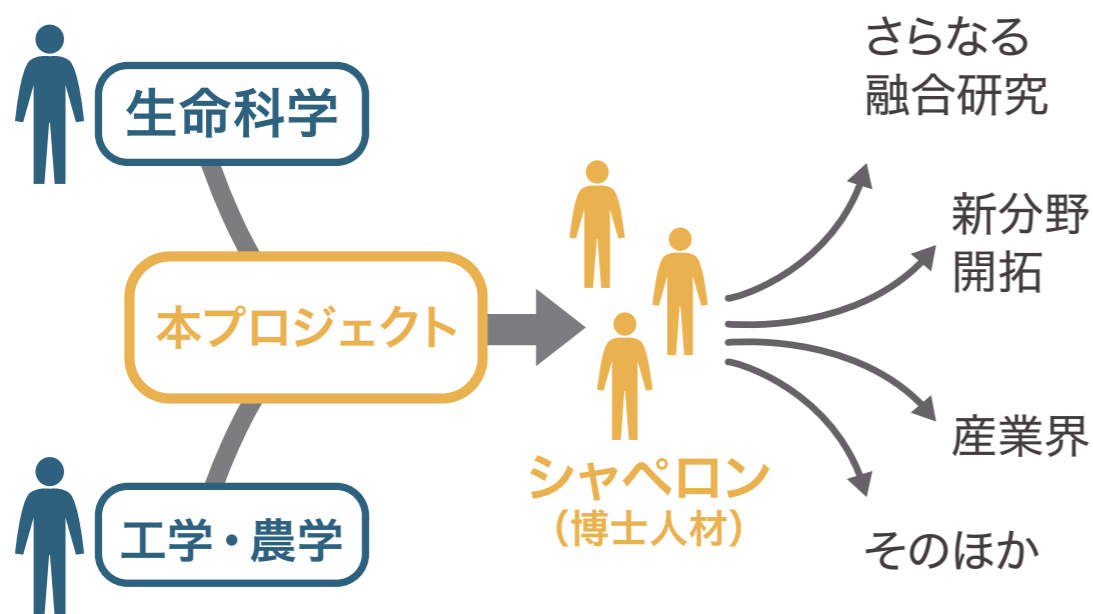 生命科学
本プロジェクト
工学・農学
シャペロン
（博士人材）
さらなる
融合研究
新分野
開拓
産業界
そのほか